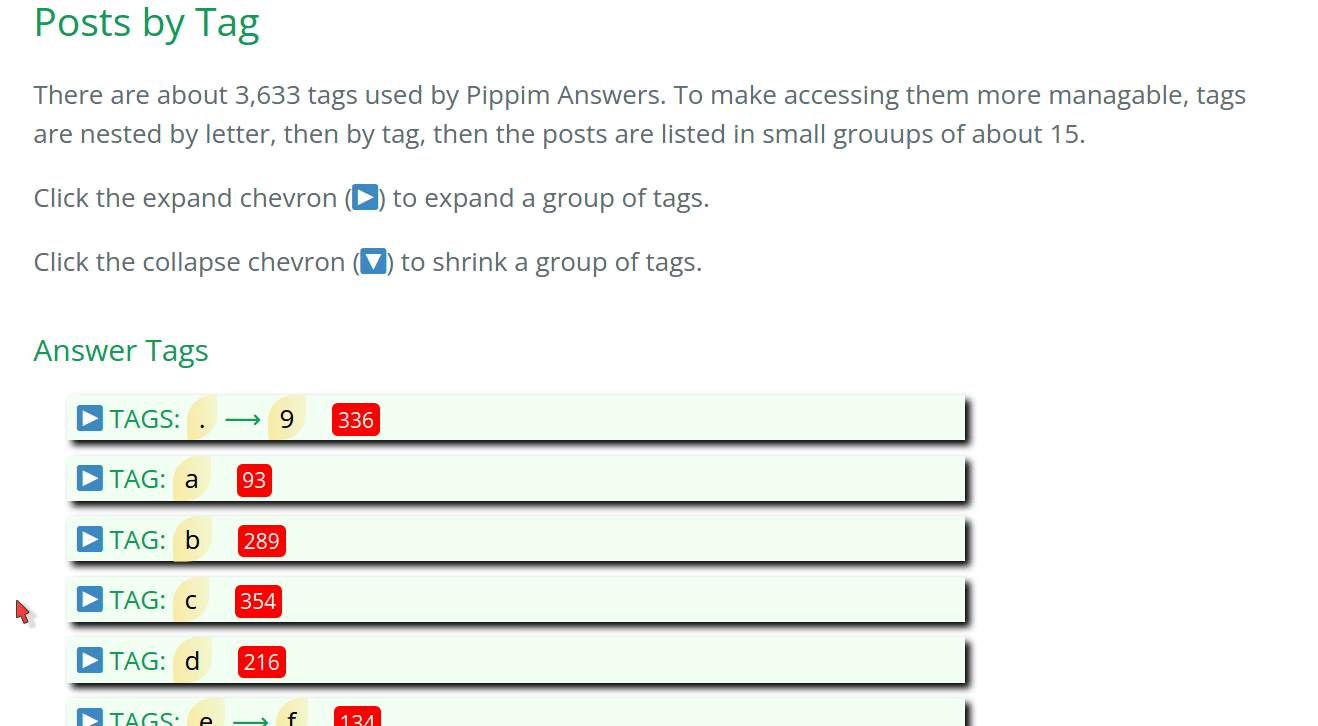 Posts by Tag
There are about 3,633 tags used by Pippim Answers. To make accessing them more managable, tags
are nested by letter, then by tag, then the posts are listed in small grouups of about 15.
Click the expand chevron (▶) to expand a group of tags.
Click the collapse chevron (▼) to shrink a group of tags.
Answer Tags
▶ TAGS: . ⟶ 9 336
▶ TAG: a 93
▶ TAG: b 289
▶ TAG: c 354
▶ TAG: d 216
▶ TAGS: e ⟶ f 134